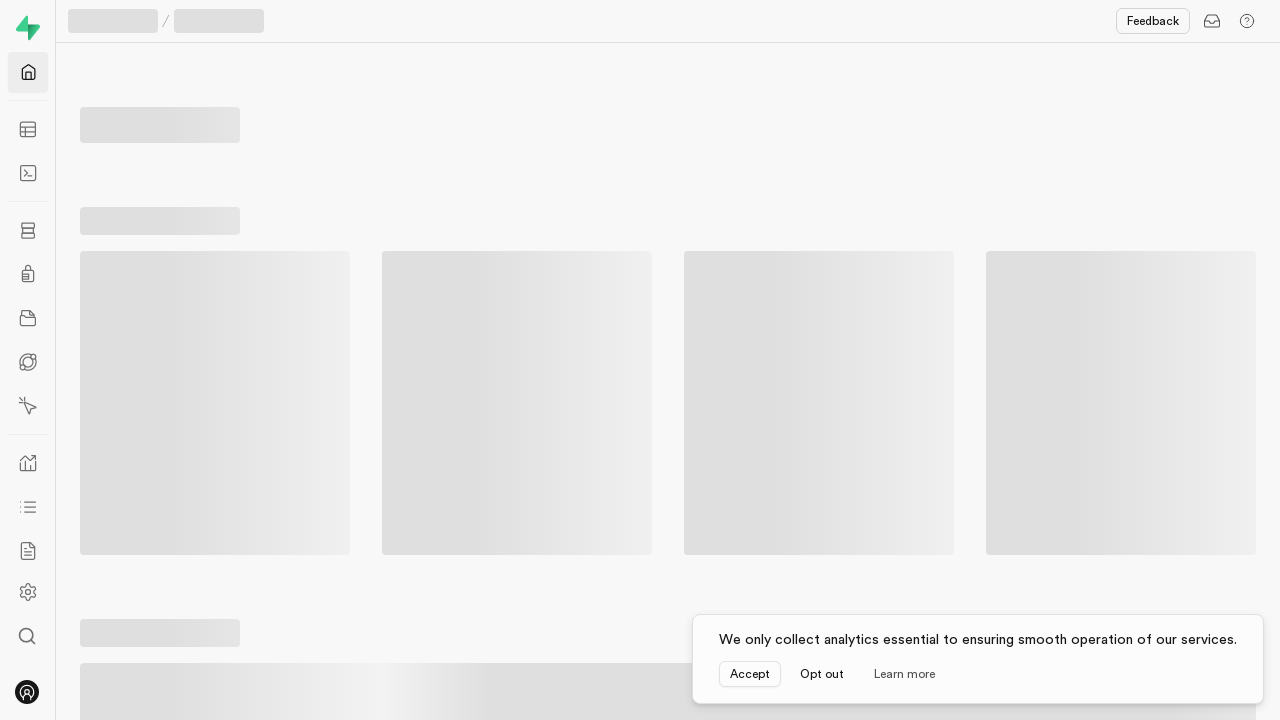 Feedback
We only collect analytics essential to ensuring smooth operation of our services.
Accept Opt out Learn more